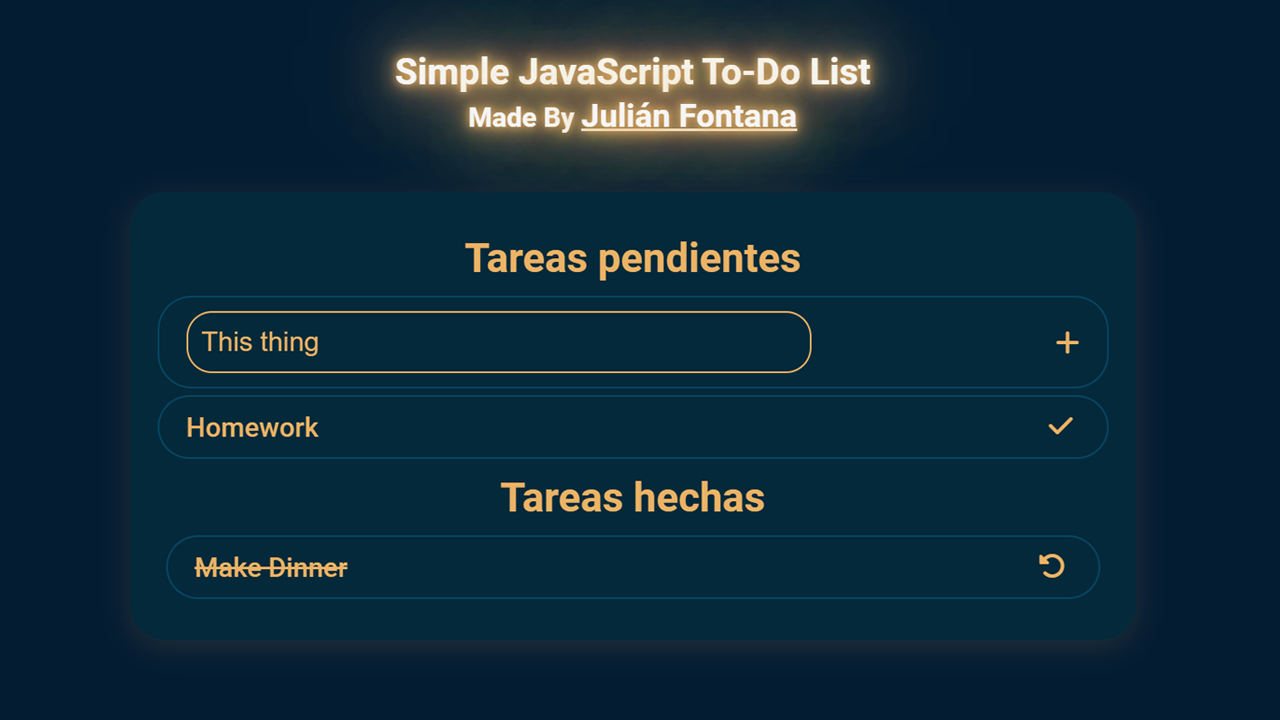 Simple JavaScript To-Do List
Made By Julián Fontana
Tareas pendientes
This thing
Homework
Tareas hechas
Make Dinner